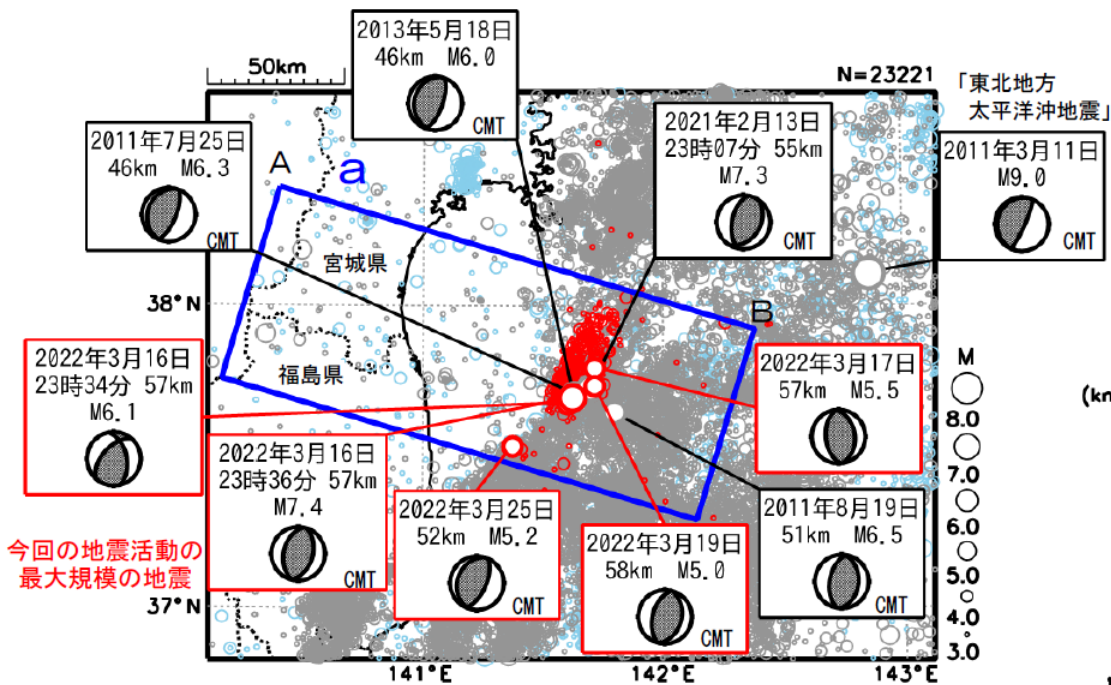 2013年5月18日
46km M6.0
CMT
50km
N=23221
「東北地方
太平洋沖地震」
2011年7月25日
46km M6.3
CMT
A
a
2021年2月13日
23時07分 55km
M7.3
2011年3月11日
M9.0
CMT
宮城県
38°N
B
福島県
2022年3月16日
23時34分 57km
M6.1
2022年3月17日
57km M5.5
M
8.0
7.0
6.0
5.0
4.0
3.0
(km
2022年3月16日
23時36分 57km
M7.4
CMT
今回の地震活動の
最大規模の地震
2022年3月25日
52km M5.2
CMT
2022年3月19日
58km M5.0
CMT
2011年8月19日
51km M6.5
CMT
37°N
141°E
142°E
143°E